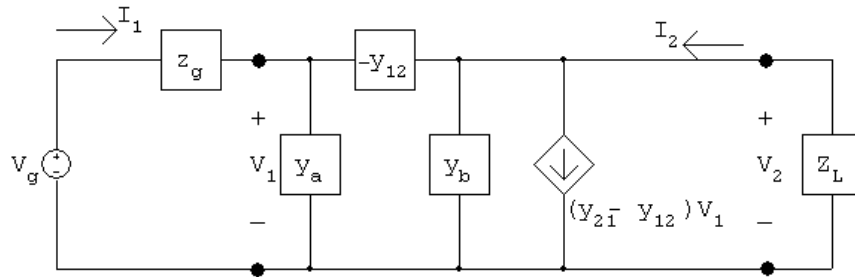 I1
I2
zg
-y12
+
+
+
-
Vg
V1
ya
yb
V2
ZL
(y21- y12)V1
-
-